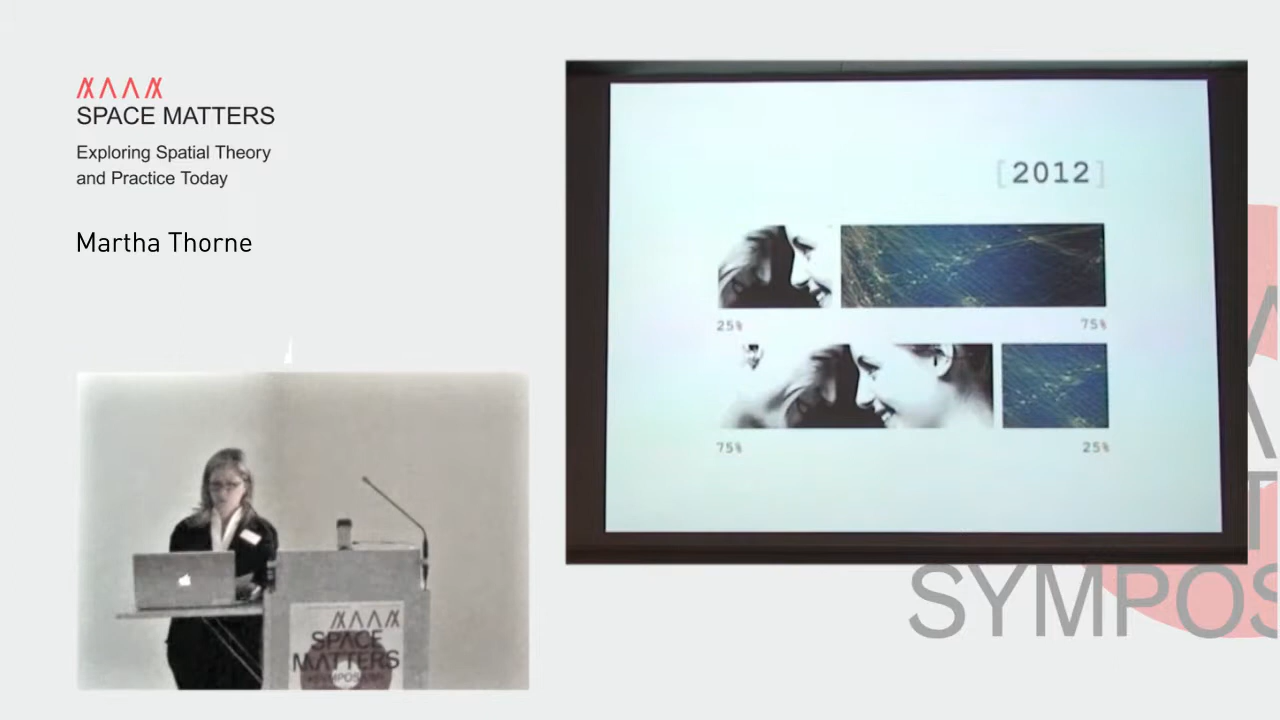 SPACE MATTERS
Exploring Spatial Theory
and Practice Today
Martha Thorne
[2012]
25% 75%
75% 25%
SPACE
MATTERS
SYMPOS